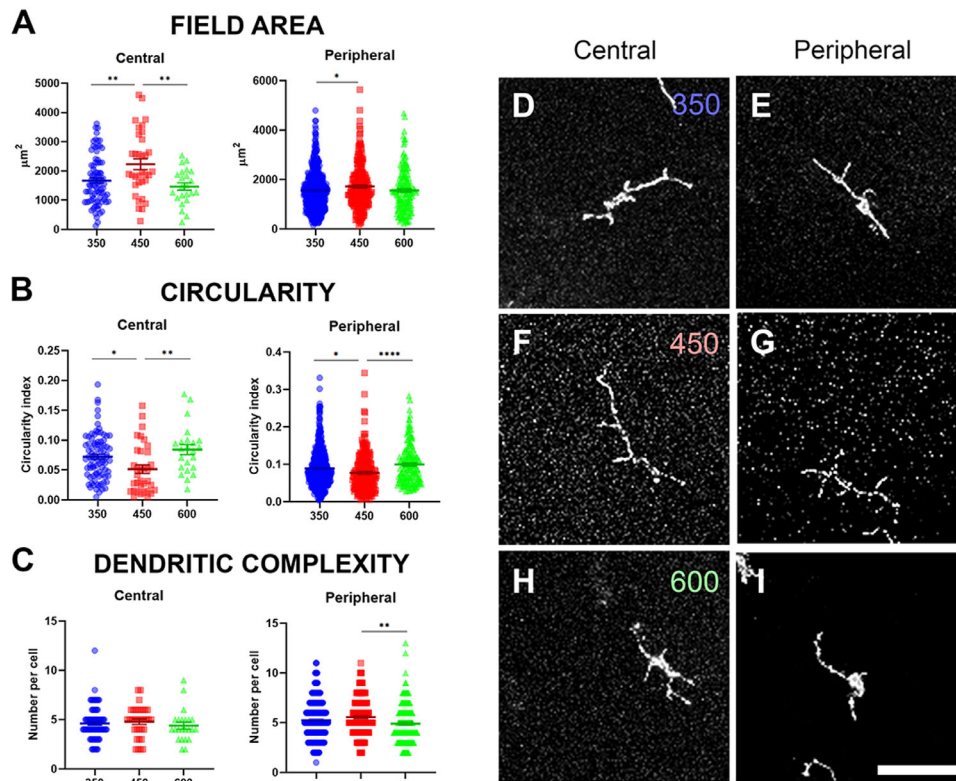 A FIELD AREA
Central
Peripheral
** **
*
5000
4000
3000
2000
1000
0
μm²
350 450 600
6000
4000
2000
0
μm²
350 450 600
B CIRCULARITY
Central
Peripheral
* **
* ****
0.25
0.20
0.15
0.10
0.05
0.00
Circularity index
350 450 600
0.4
0.3
0.2
0.1
0.0
Circularity index
350 450 600
C DENDRITIC COMPLEXITY
Central
Peripheral
**
15
10
5
0
Number per cell
350 450 600
15
10
5
0
Number per cell
Central Peripheral
D 350 E
F 450 G
H 600 I